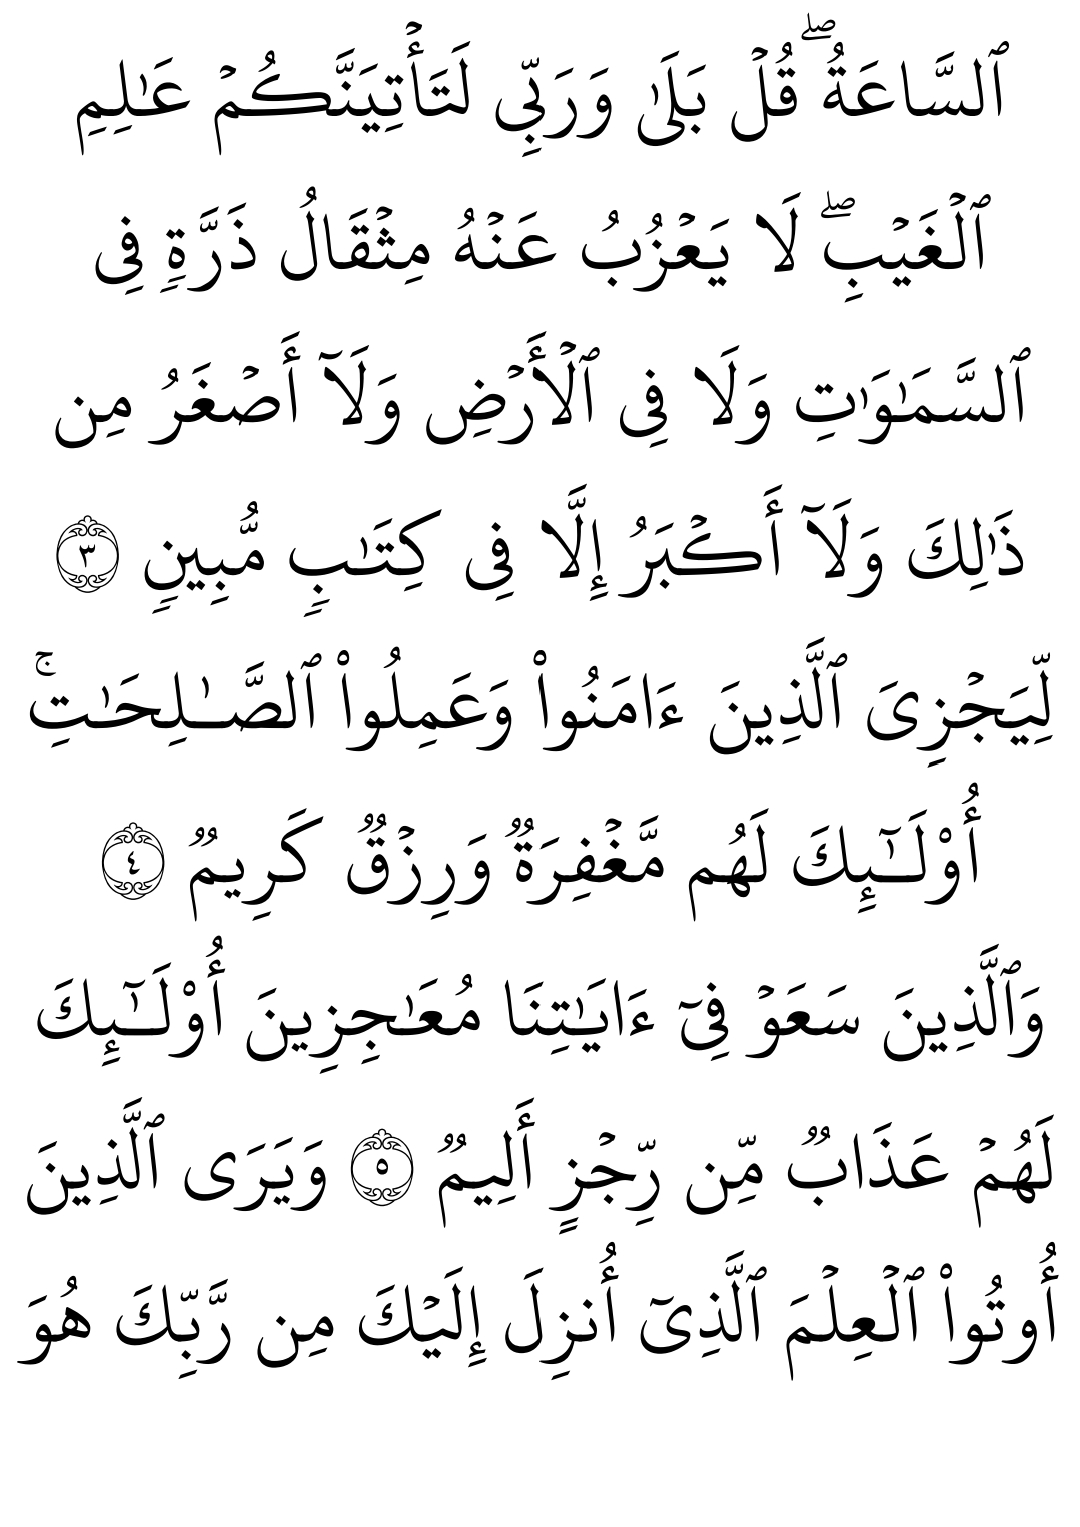 ٱلسَّاعَةُۖ قُلۡ بَلَىٰ وَرَبِّي لَتَأۡتِيَنَّكُمۡ عَٰلِمِ
ٱلۡغَيۡبِۖ لَا يَعۡزُبُ عَنۡهُ مِثۡقَالُ ذَرَّةٖ فِي
ٱلسَّمَٰوَٰتِ وَلَا فِي ٱلۡأَرۡضِ وَلَآ أَصۡغَرُ مِن
ذَٰلِكَ وَلَآ أَكۡبَرُ إِلَّا فِي كِتَٰبٖ مُّبِينٖ ٣
لِّيَجۡزِيَ ٱلَّذِينَ ءَامَنُواْ وَعَمِلُواْ ٱلصَّٰلِحَٰتِۚ
أُوْلَٰٓئِكَ لَهُم مَّغۡفِرَةٞ وَرِزۡقٞ كَرِيمٞ ٤
وَٱلَّذِينَ سَعَوۡ فِيٓ ءَايَٰتِنَا مُعَٰجِزِينَ أُوْلَٰٓئِكَ
لَهُمۡ عَذَابٞ مِّن رِّجۡزٍ أَلِيمٞ ٥ وَيَرَى ٱلَّذِينَ
أُوتُواْ ٱلۡعِلۡمَ ٱلَّذِيٓ أُنزِلَ إِلَيۡكَ مِن رَّبِّكَ هُوَ